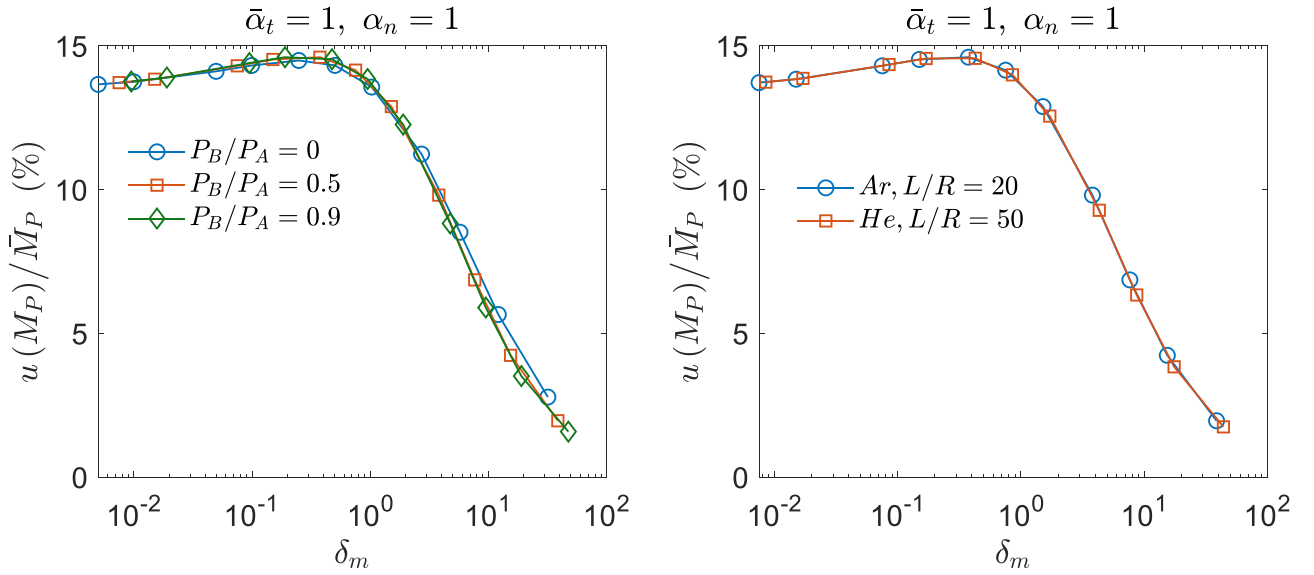 ᾱ_t = 1, α_n = 1
u(M_P)/M̄_P (%)
15
10
5
0
P_B/P_A = 0
P_B/P_A = 0.5
P_B/P_A = 0.9
10^-2 10^-1 10^0 10^1 10^2
δ_m
ᾱ_t = 1, α_n = 1
u(M_P)/M̄_P (%)
15
10
5
0
Ar, L/R = 20
He, L/R = 50
10^-2 10^-1 10^0 10^1 10^2
δ_m